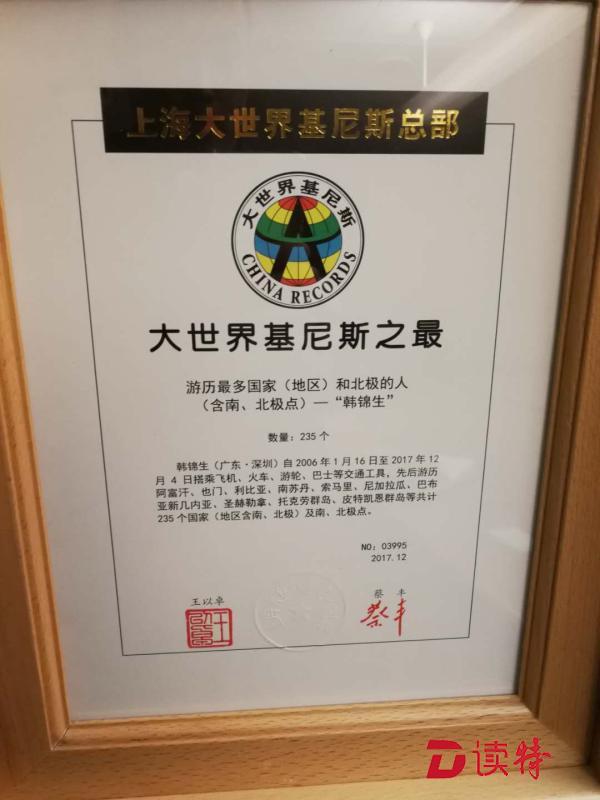 上海大世界基尼斯总部
大世界基尼斯
CHINA RECORDS
大世界基尼斯之最
游历最多国家（地区）和北极的人
（含南、北极点）—“韩锦生”
数量：235 个
韩锦生（广东·深圳）自 2006 年 1 月 16 日至 2017 年 12
月 4 日搭乘飞机、火车、游轮、巴士等交通工具，先后游历
阿富汗、也门、利比亚、南苏丹、索马里、尼加拉瓜、巴布
亚新几内亚、圣赫勒拿、托克劳群岛、皮特凯恩群岛等共计
235 个国家（地区含南、北极）及南、北极点。
NO：03995
2017.12
王以卓
蔡 丰
蔡丰
读特